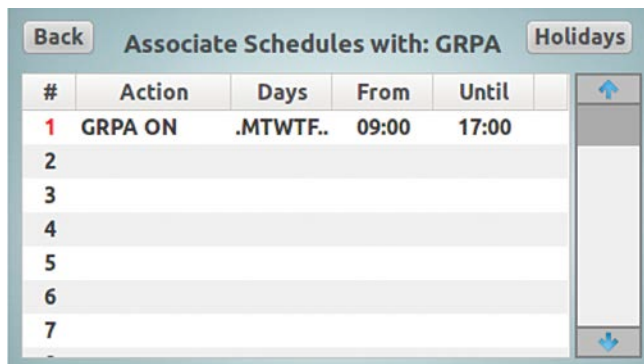 Back Associate Schedules with: GRPA Holidays
# Action Days From Until
1 GRPA ON .MTWTF.. 09:00 17:00
2
3
4
5
6
7